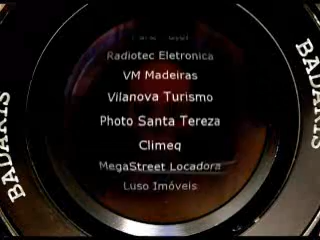 Radiotec Eletronica
VM Madeiras
Vilanova Turismo
Photo Santa Tereza
Climeq
MegaStreet Locadora
Luso Imóveis
BADARIS
BADARIS